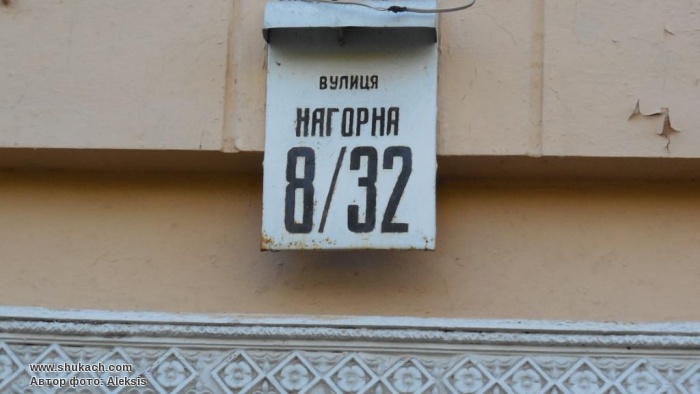 ВУЛИЦЯ
НАГОРНА
8/32
www.shukach.com
Автор фото: Aleksis